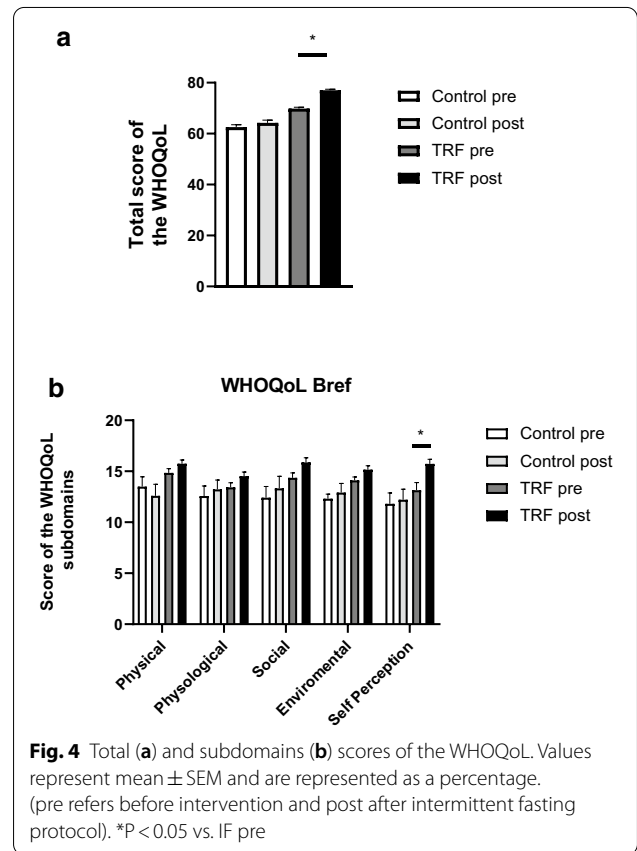 a
*
Total score of
the WHOQoL
80
60
40
20
0
Control pre
Control post
TRF pre
TRF post
b
WHOQoL Bref
*
Score of the WHOQoL
subdomains
20
15
10
5
0
Control pre
Control post
TRF pre
TRF post
Physical
Physological
Social
Enviromental
Self Perception
Fig. 4 Total (a) and subdomains (b) scores of the WHOQoL. Values
represent mean ± SEM and are represented as a percentage.
(pre refers before intervention and post after intermittent fasting
protocol). *P < 0.05 vs. IF pre